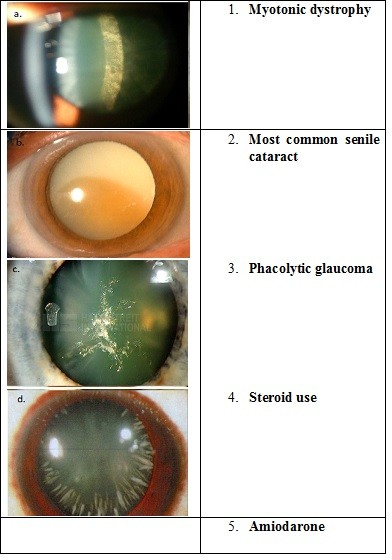 a.
1. Myotonic dystrophy
b.
2. Most common senile
cataract
c.
3. Phacolytic glaucoma
d.
4. Steroid use
5. Amiodarone